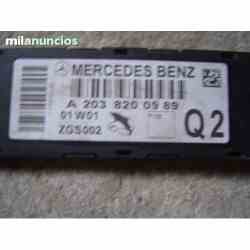 milanuncios
MERCEDES BENZ
A 203 820 09 89
01W01
ZGS002
Q2